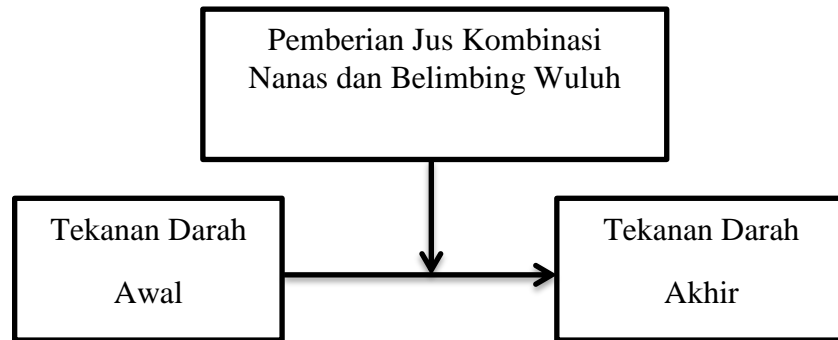 Pemberian Jus Kombinasi
Nanas dan Belimbing Wuluh
Tekanan Darah
Awal
Tekanan Darah
Akhir